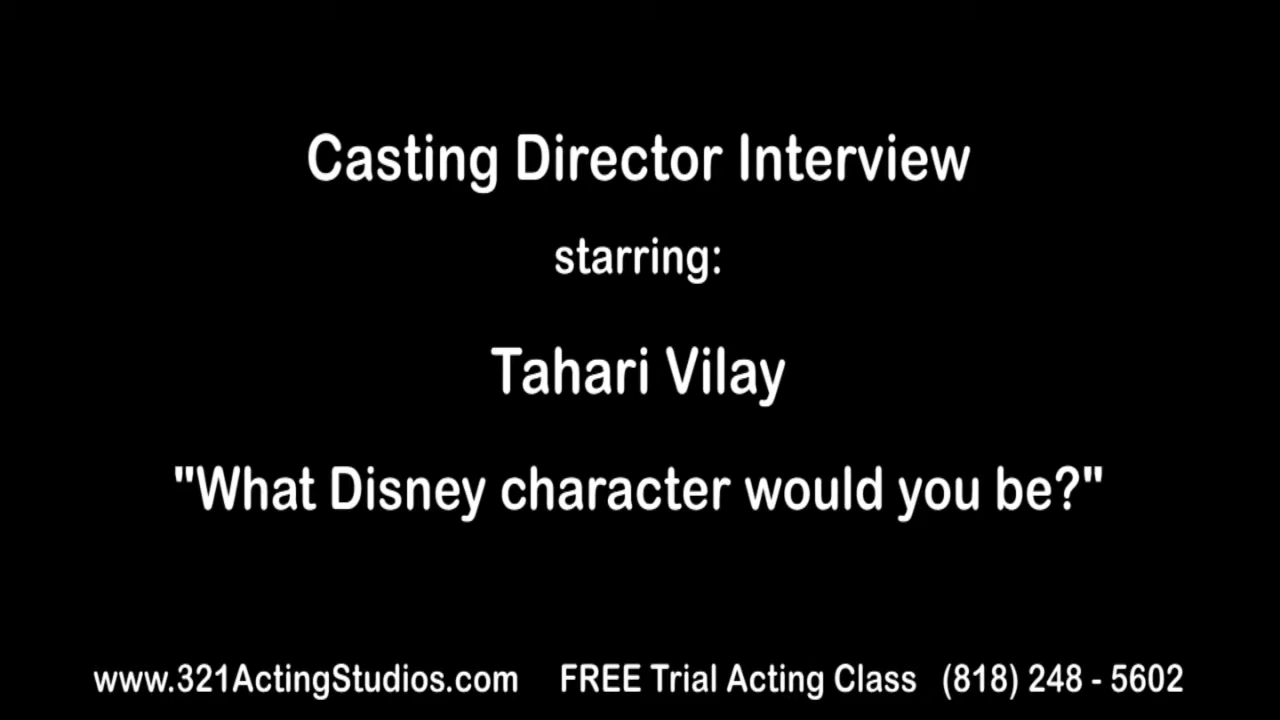 Casting Director Interview
starring:
Tahari Vilay
"What Disney character would you be?"
www.321ActingStudios.com FREE Trial Acting Class (818) 248 - 5602